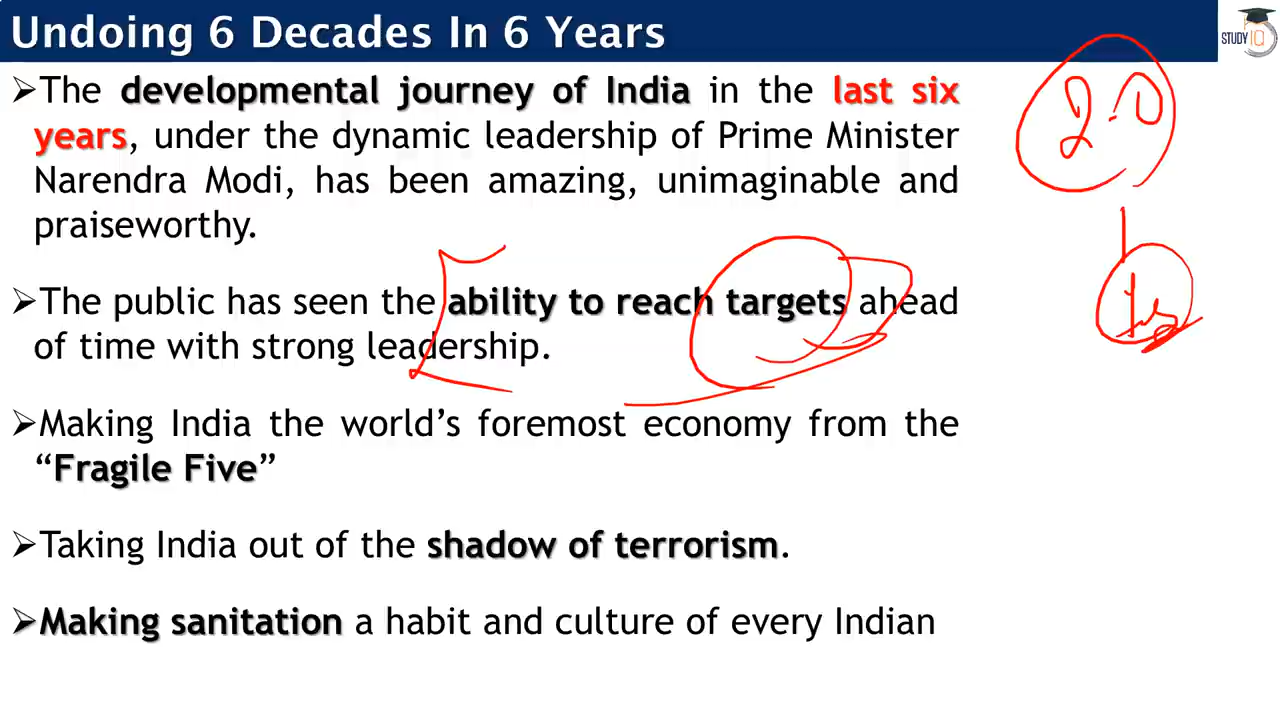 Undoing 6 Decades In 6 Years
STUDY IQ
➤The developmental journey of India in the last six
years, under the dynamic leadership of Prime Minister
Narendra Modi, has been amazing, unimaginable and
praiseworthy.
2.0
➤The public has seen the ability to reach targets ahead
of time with strong leadership.
➤Making India the world’s foremost economy from the
“Fragile Five”
➤Taking India out of the shadow of terrorism.
➤Making sanitation a habit and culture of every Indian